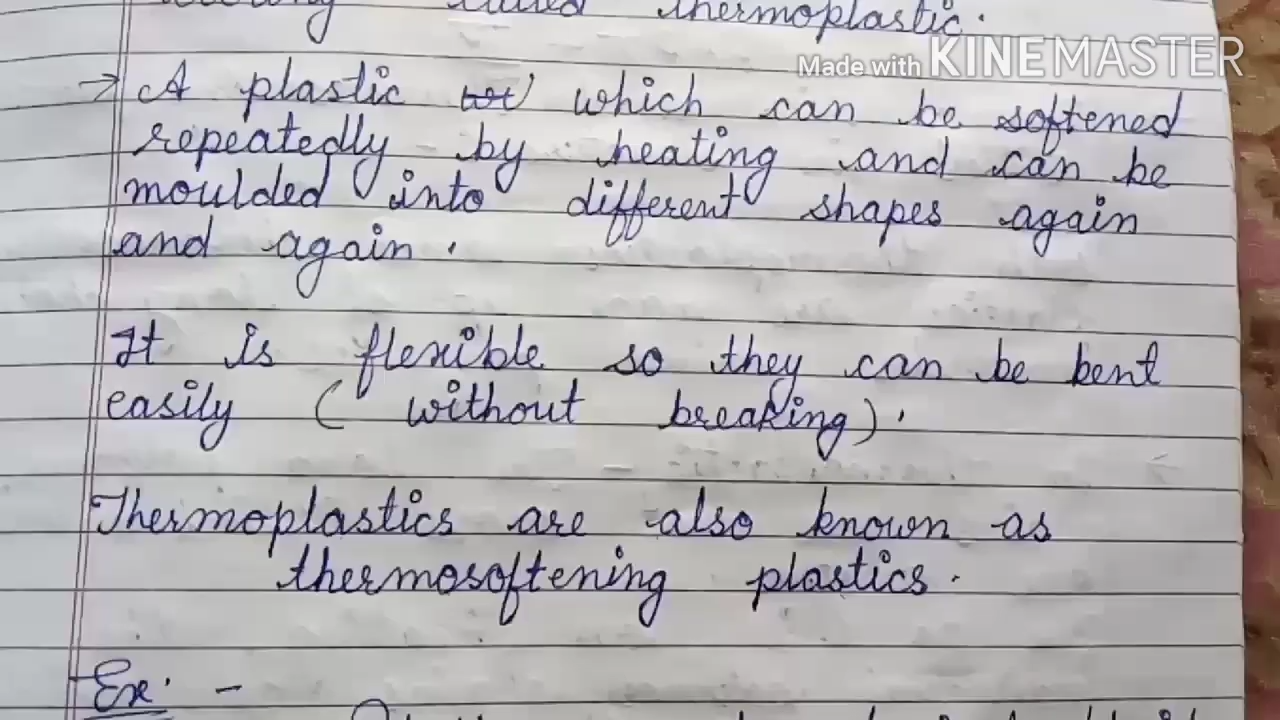 called thermoplastic.
Made with KINEMASTER
→ A plastic which can be softened
repeatedly by heating and can be
moulded into different shapes again
and again.
It is flexible so they can be bent
easily ( without breaking ).
Thermoplastics are also known as
thermosoftening plastics.
Ex. -